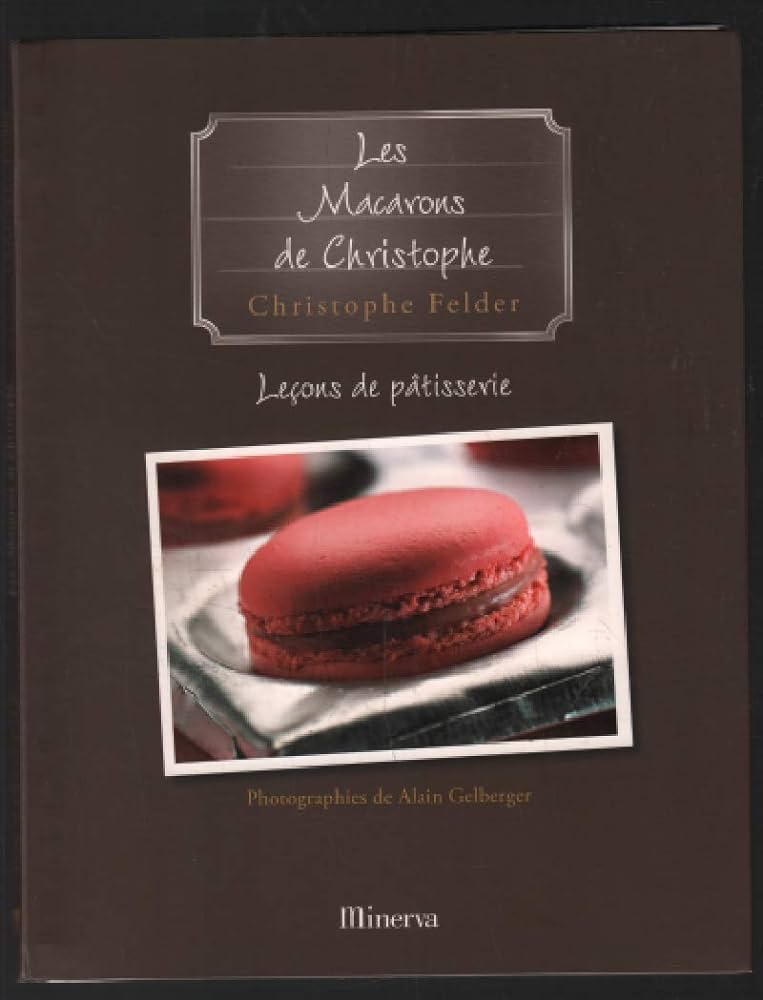 Les
Macarons
de Christophe
Christophe Felder
Leçons de pâtisserie
Photographies de Alain Gelberger
Minerva